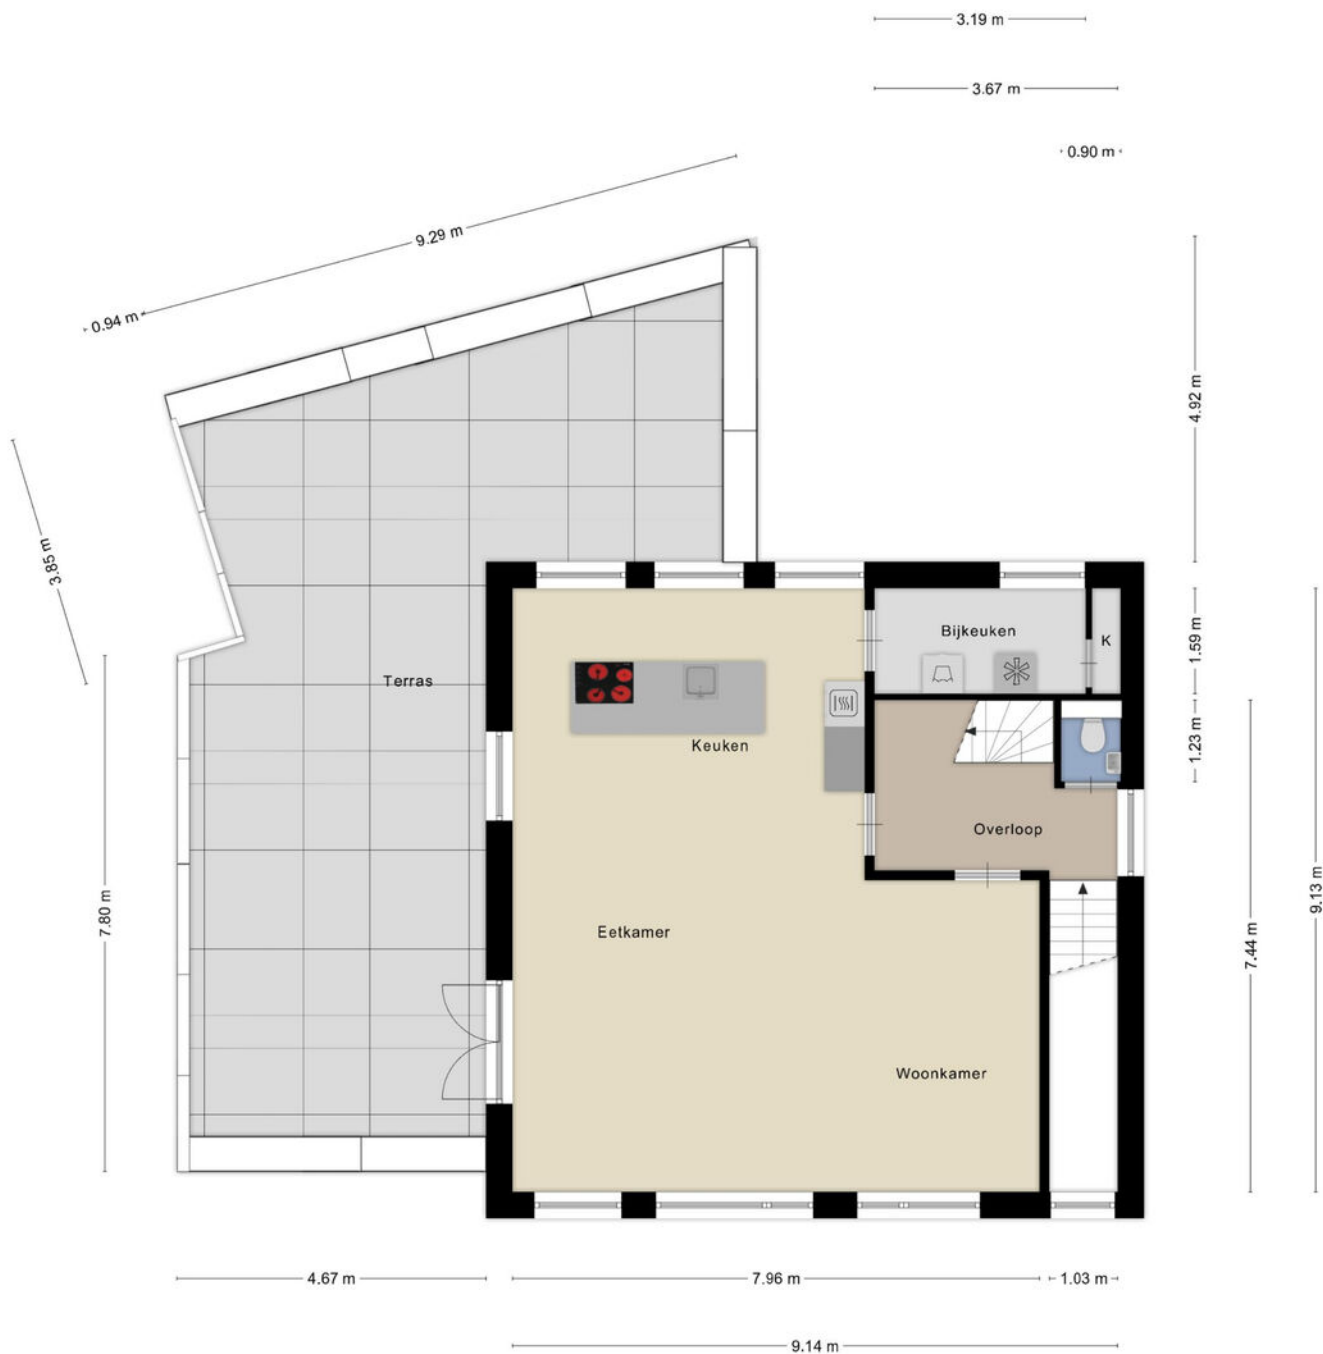 3.19 m
3.67 m
0.90 m
9.29 m
0.94 m
4.92 m
3.85 m
Bijkeuken
K
1.59 m
Terras
Keuken
1.23 m
Overloop
7.80 m
Eetkamer
9.13 m
7.44 m
Woonkamer
4.67 m
7.96 m
1.03 m
9.14 m